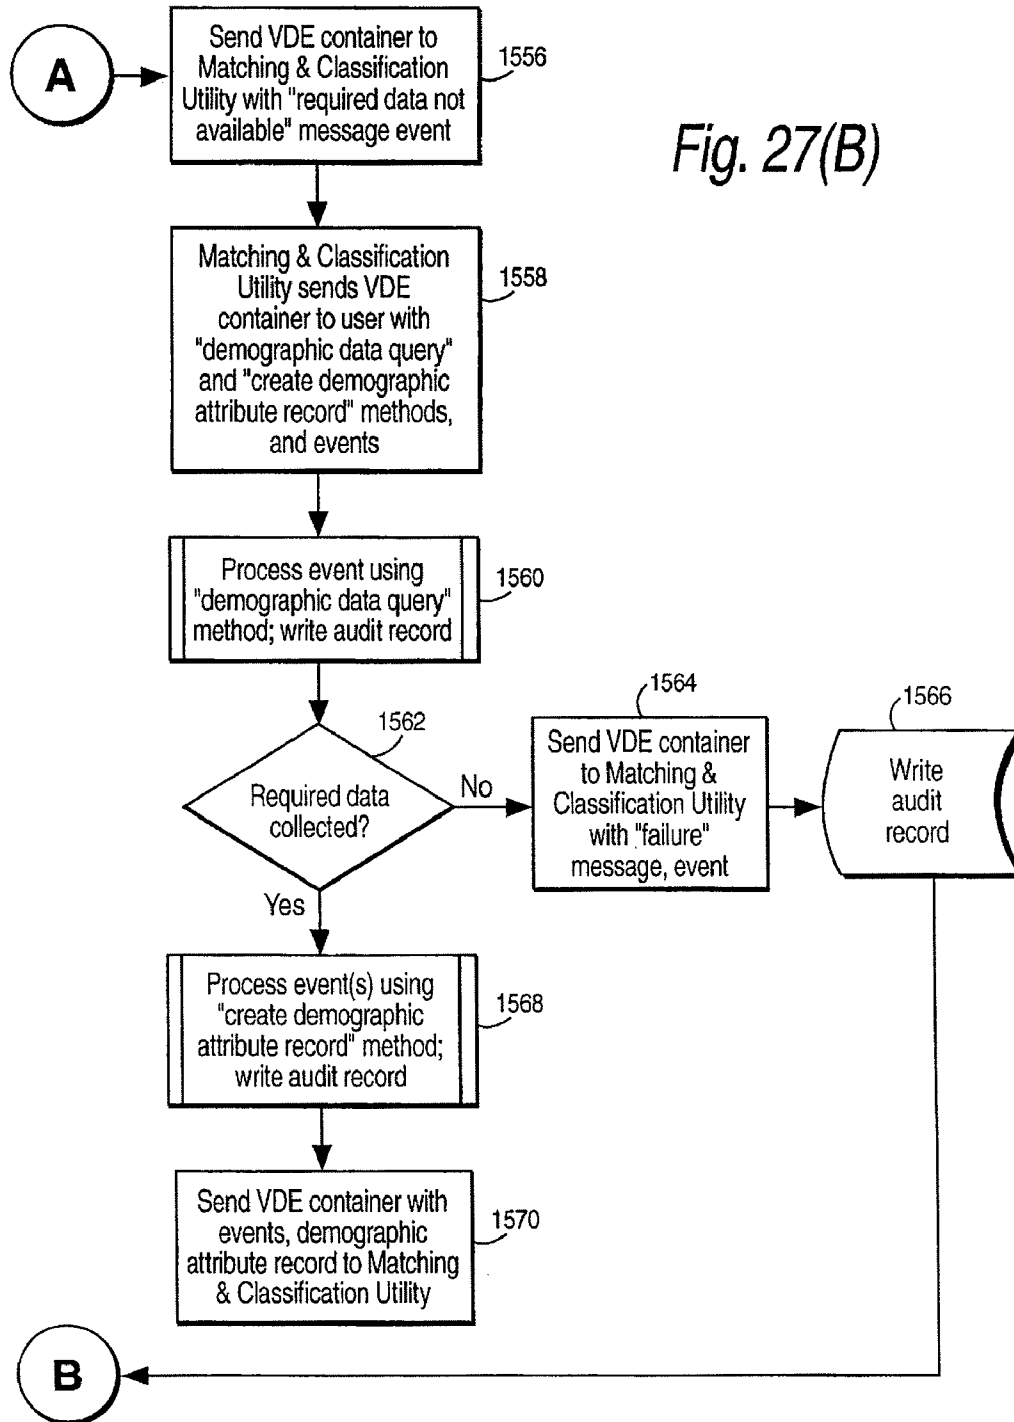 A
Send VDE container to
Matching & Classification
Utility with "required data not
available" message event
1556
Fig. 27(B)
Matching & Classification
Utility sends VDE
container to user with
"demographic data query"
and "create demographic
attribute record" methods,
and events
1558
Process event using
"demographic data query"
method; write audit record
1560
Required data
collected?
1562
No
Send VDE container
to Matching &
Classification Utility
with "failure"
message, event
1564
Write
audit
record
1566
Yes
Process event(s) using
"create demographic
attribute record" method;
write audit record
1568
Send VDE container with
events, demographic
attribute record to Matching
& Classification Utility
1570
B